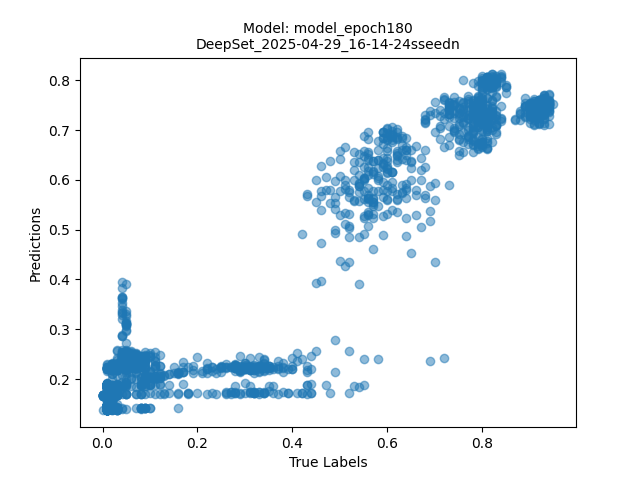 Model: model_epoch180
DeepSet_2025-04-29_16-14-24sseedn
0.8
0.7
0.6
0.5
0.4
0.3
0.2
Predictions
0.0 0.2 0.4 0.6 0.8
True Labels